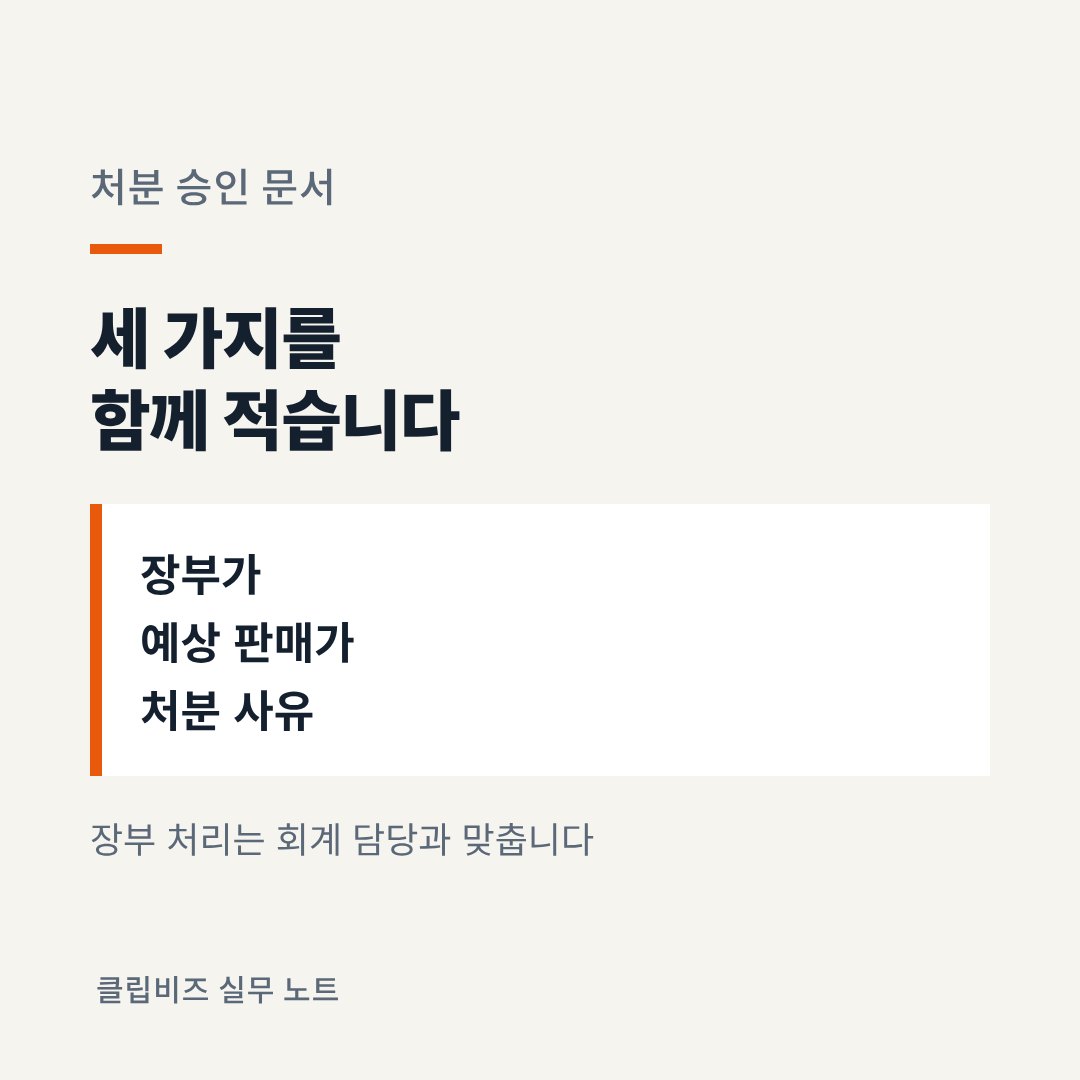 처분 승인 문서
세 가지를
함께 적습니다
장부가
예상 판매가
처분 사유
장부 처리는 회계 담당과 맞춥니다
클립비즈 실무 노트